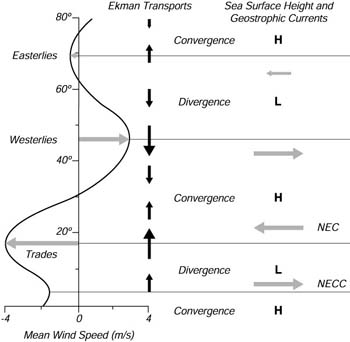 Ekman Transports
Sea Surface Height and
Geostrophic Currents
80°
Convergence H
Easterlies
60°
Divergence L
Westerlies
40°
Convergence H
20°
NEC
Trades
Divergence L
NECC
Convergence H
-4 0 4
Mean Wind Speed (m/s)